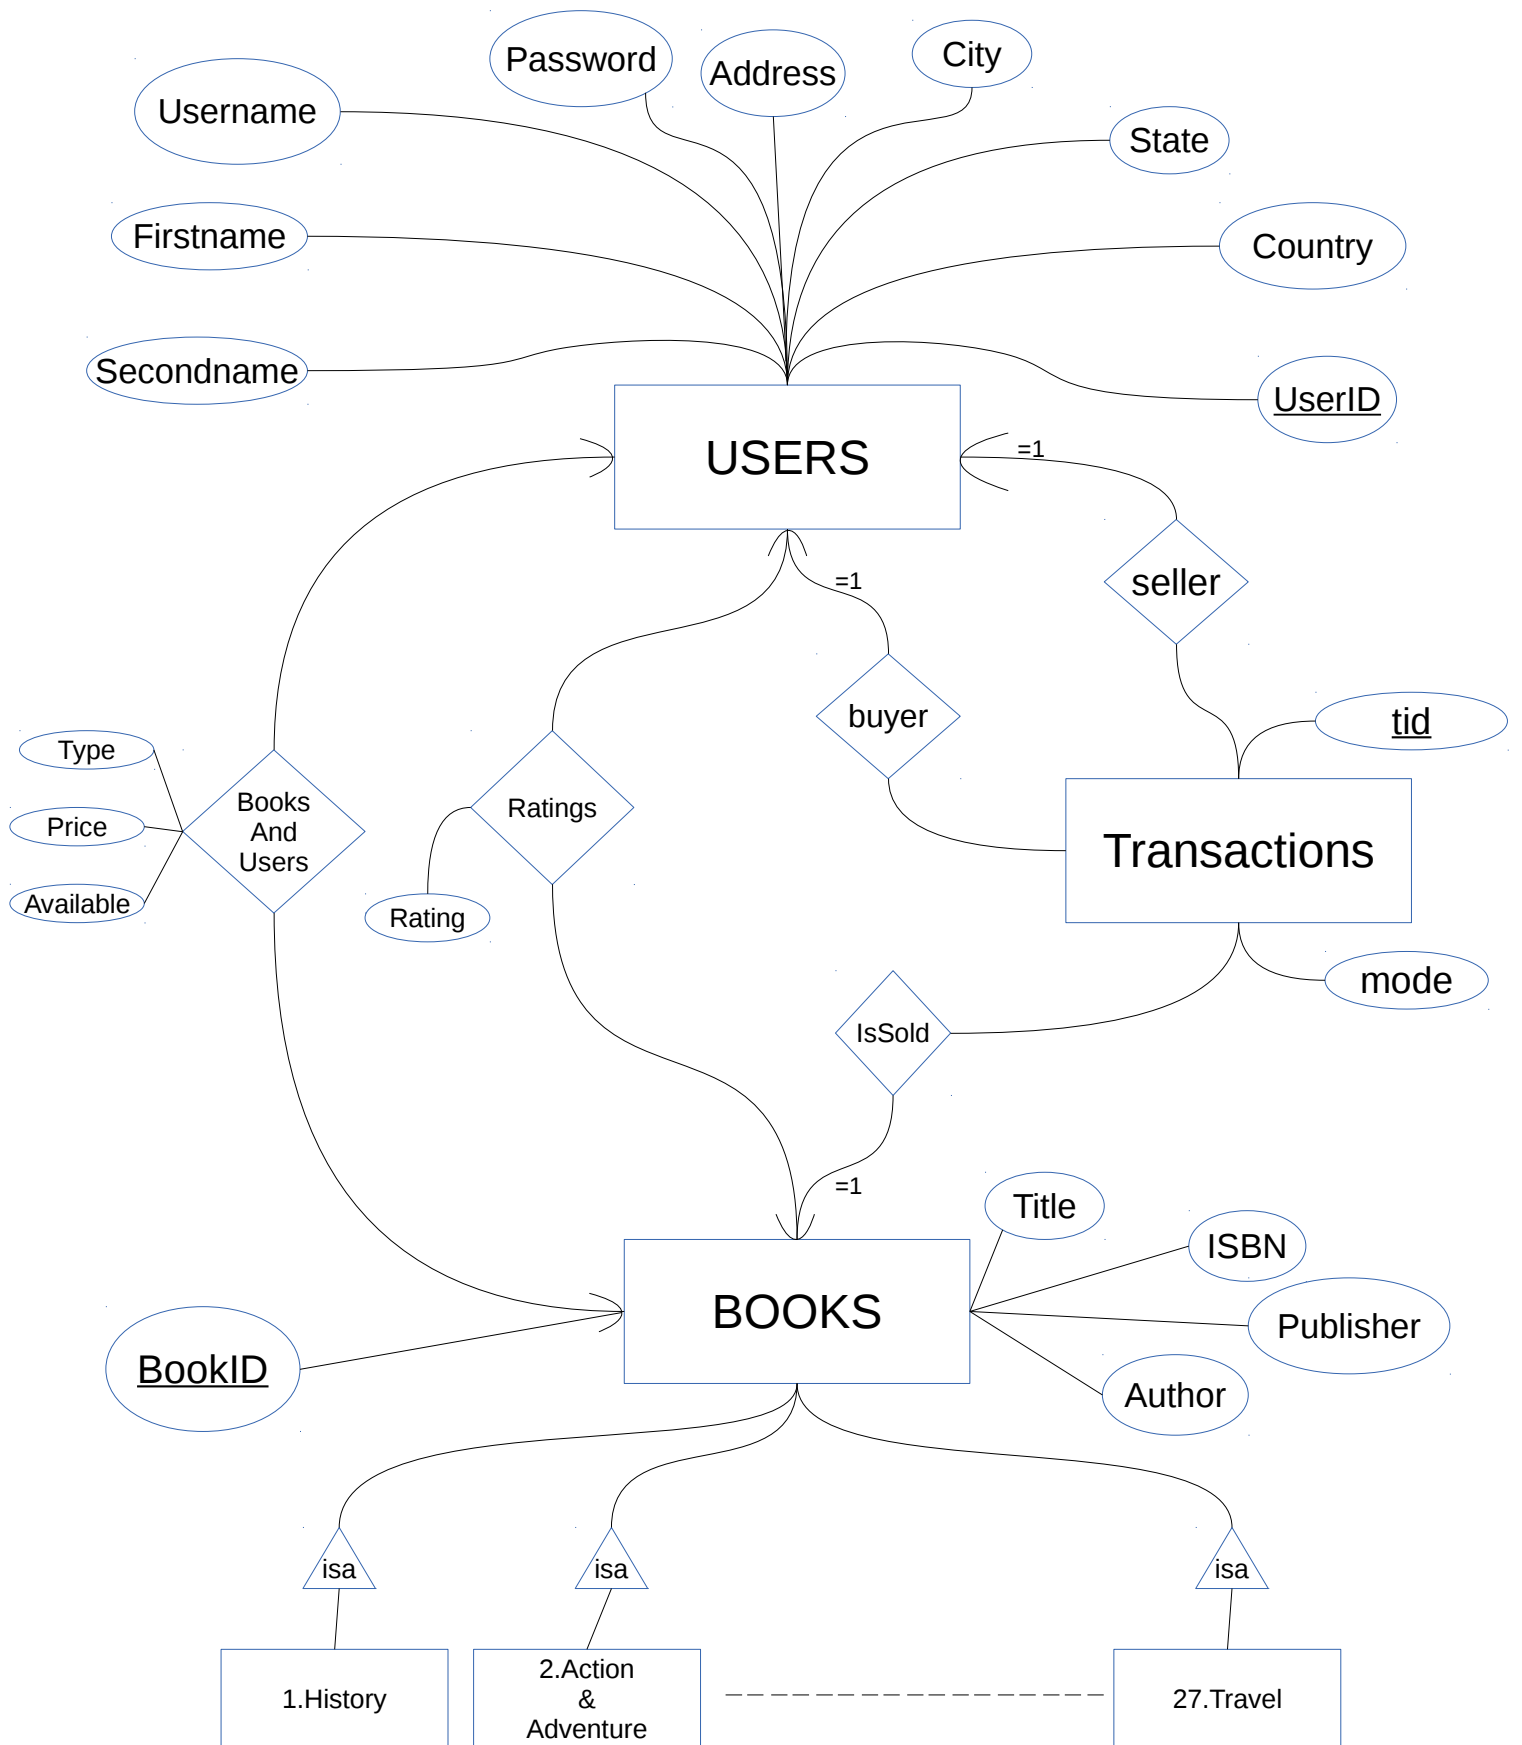 Password
Address
City
Username
State
Firstname
Country
Secondname
UserID
USERS
=1
=1
seller
buyer
tid
Type
Price
Available
Books
And
Users
Ratings
Rating
Transactions
mode
IsSold
=1
Title
ISBN
Publisher
Author
BOOKS
BookID
isa
isa
isa
1.History
2.Action
&
Adventure
27.Travel